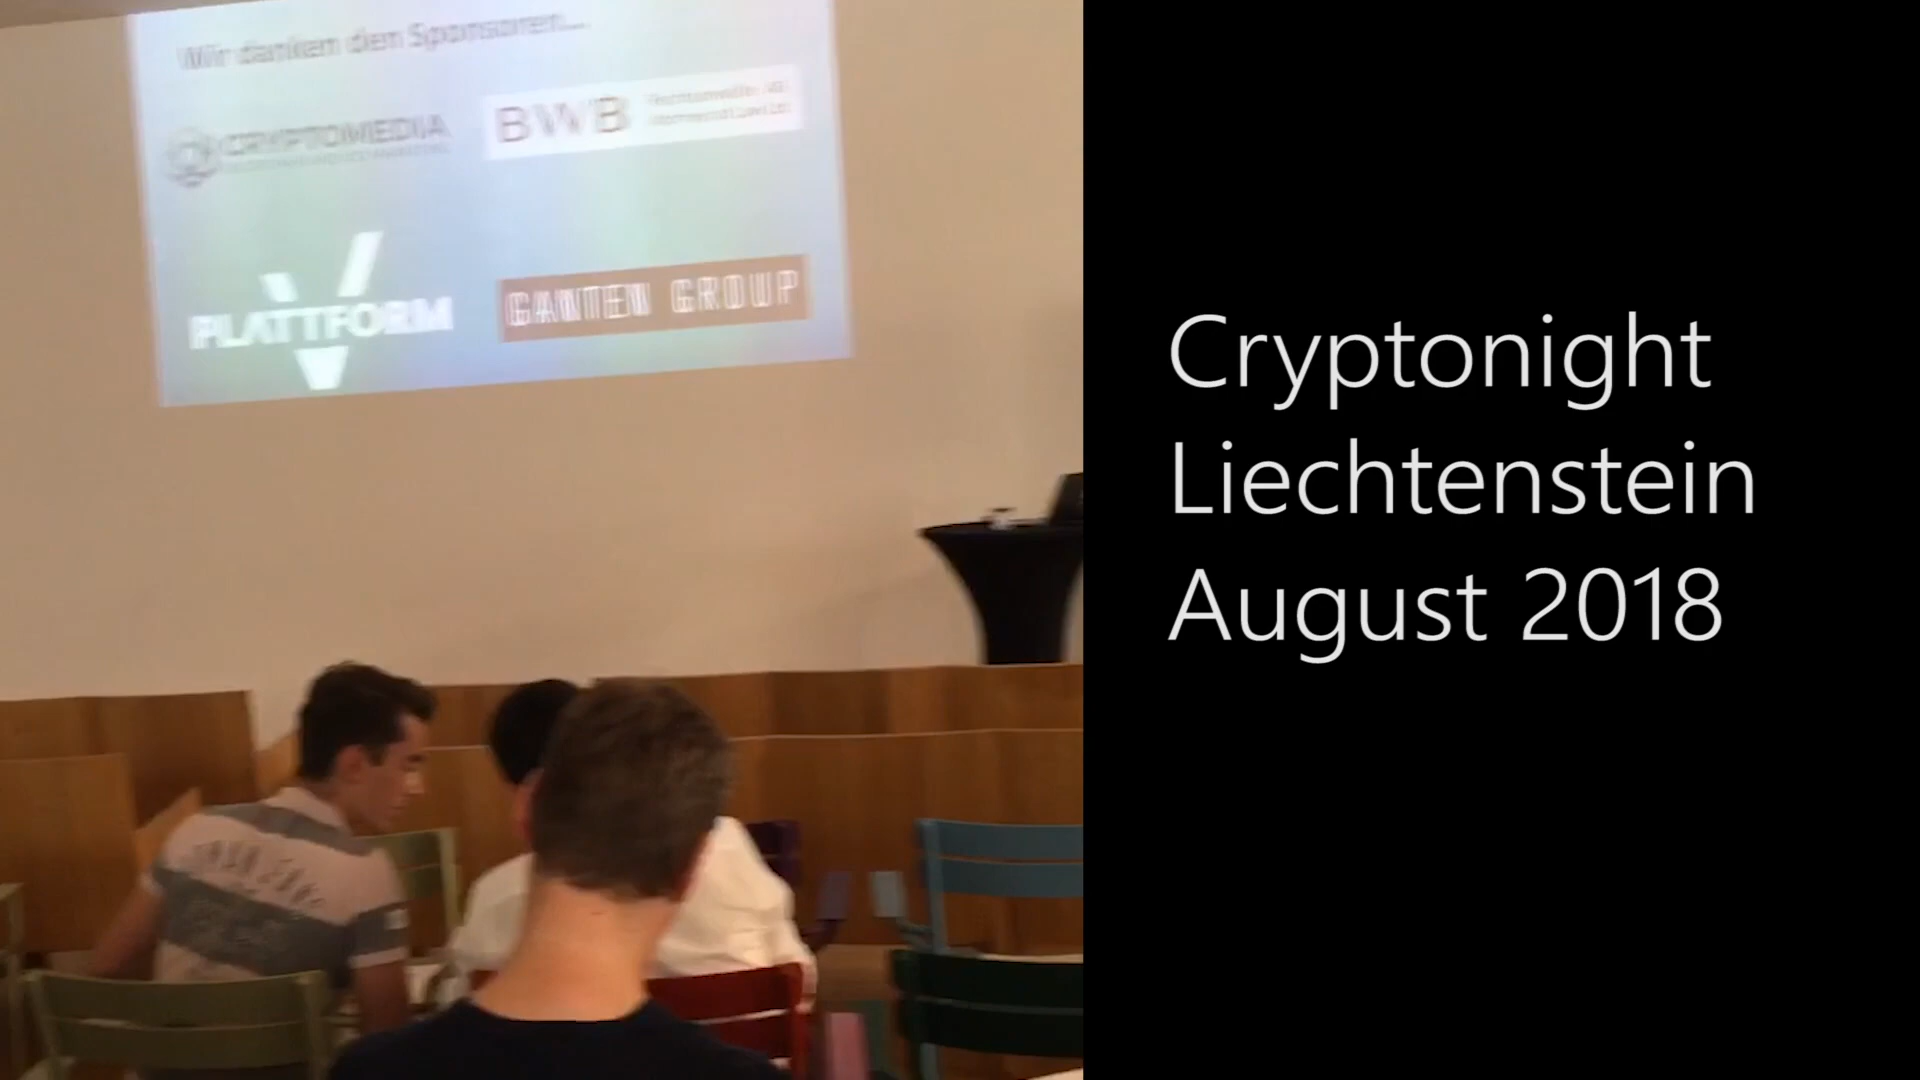 Wir danken den Sponsoren...
CRYPTOMEDIA
BWB
PLATTFORM
GANTEN GROUP
Cryptonight
Liechtenstein
August 2018